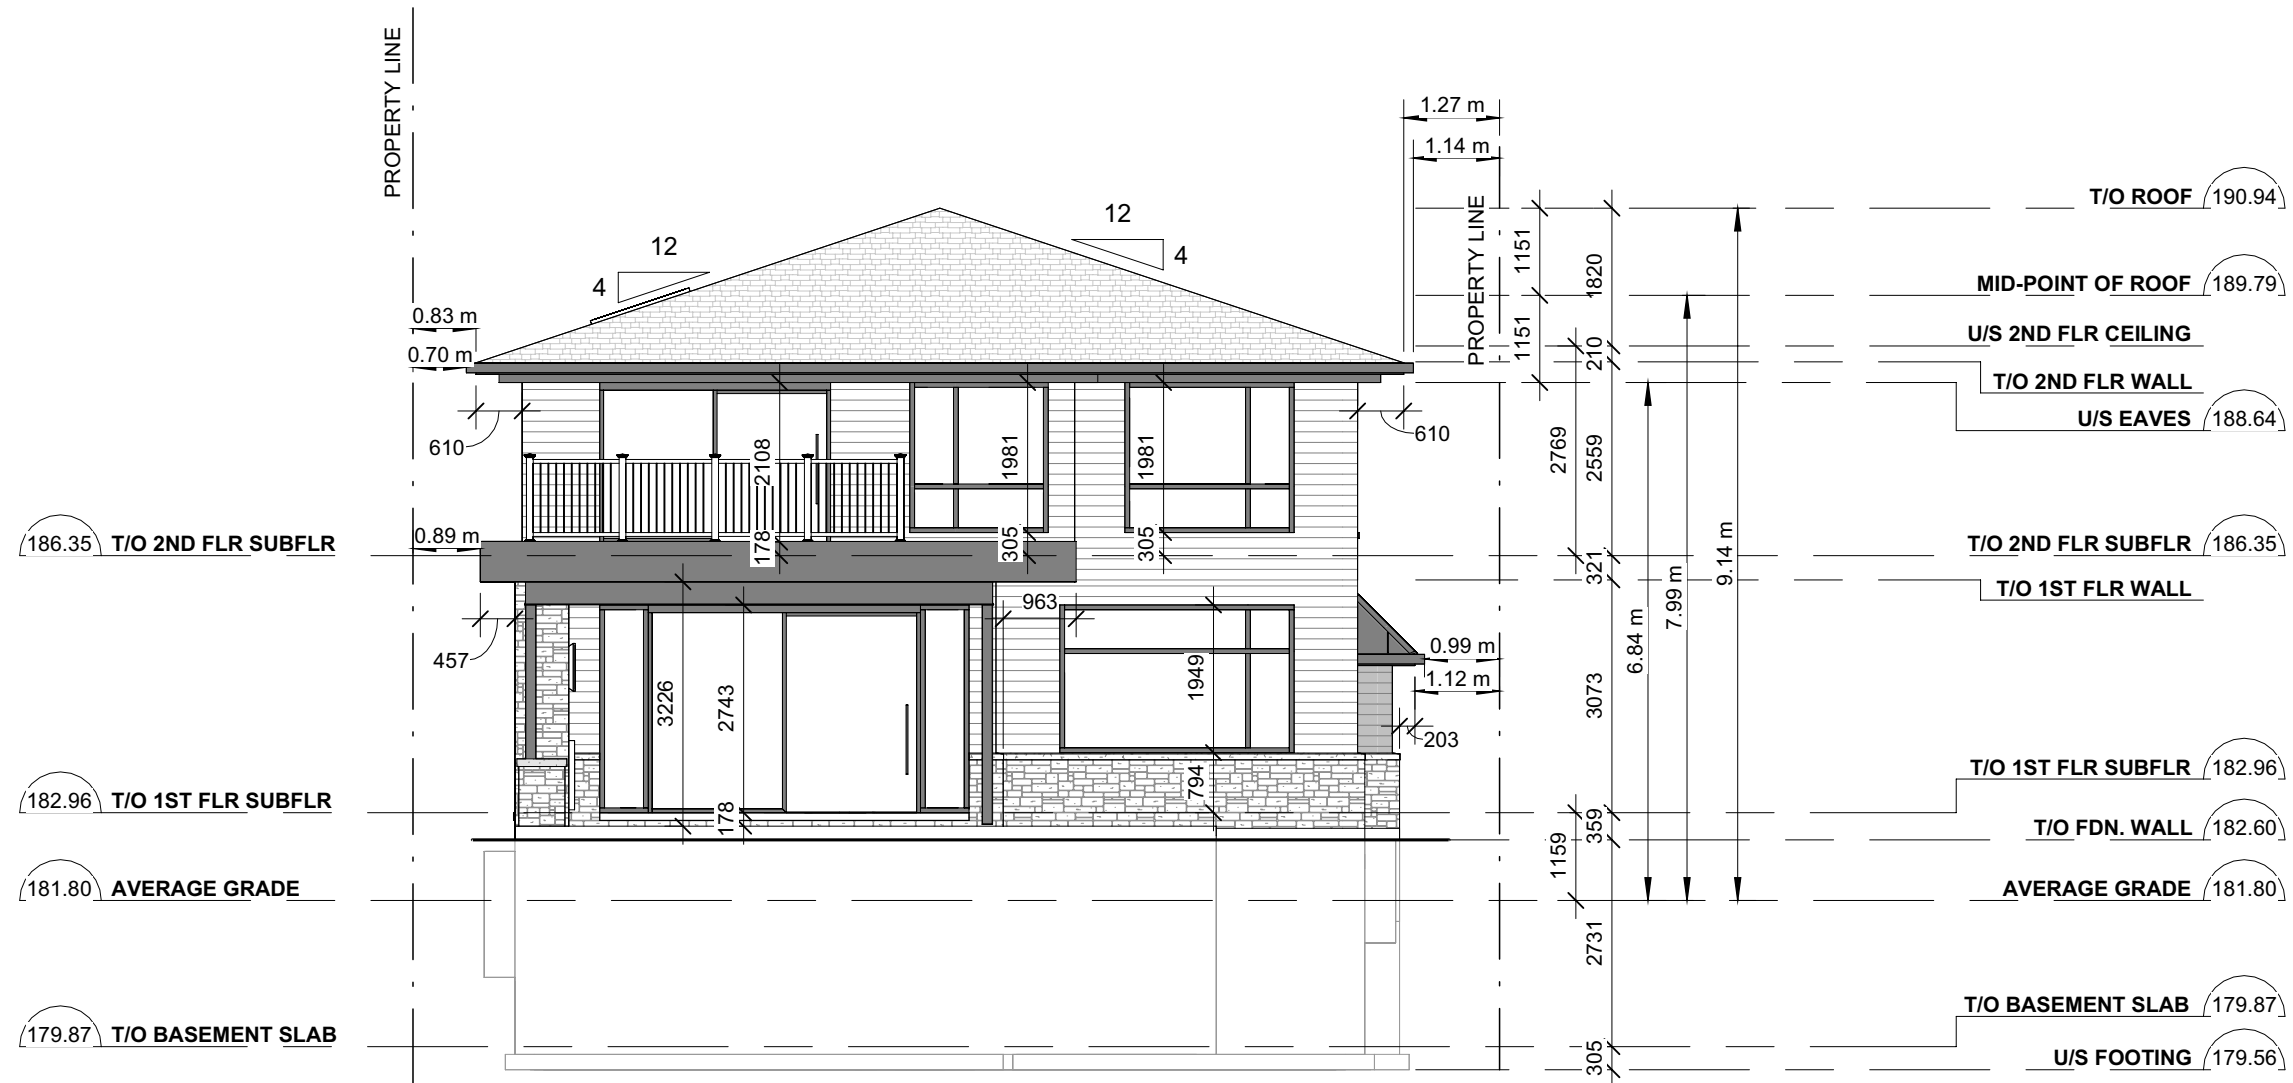 PROPERTY LINE
1.27 m
1.14 m
PROPERTY LINE
T/O ROOF 190.94
12
4
12
4
1151
1820
MID-POINT OF ROOF 189.79
0.83 m
0.70 m
1151
210
U/S 2ND FLR CEILING
T/O 2ND FLR WALL
U/S EAVES 188.64
610
610
2108
1981
1981
2769
2559
186.35 T/O 2ND FLR SUBFLR
0.89 m
178
305
305
321
T/O 2ND FLR SUBFLR 186.35
T/O 1ST FLR WALL
6.84 m
7.99 m
9.14 m
963
457
0.99 m
1.12 m
3226
2743
1949
3073
203
794
178
182.96 T/O 1ST FLR SUBFLR
T/O 1ST FLR SUBFLR 182.96
359
T/O FDN. WALL 182.60
1159
181.80 AVERAGE GRADE
AVERAGE GRADE 181.80
2731
179.87 T/O BASEMENT SLAB
T/O BASEMENT SLAB 179.87
305
U/S FOOTING 179.56